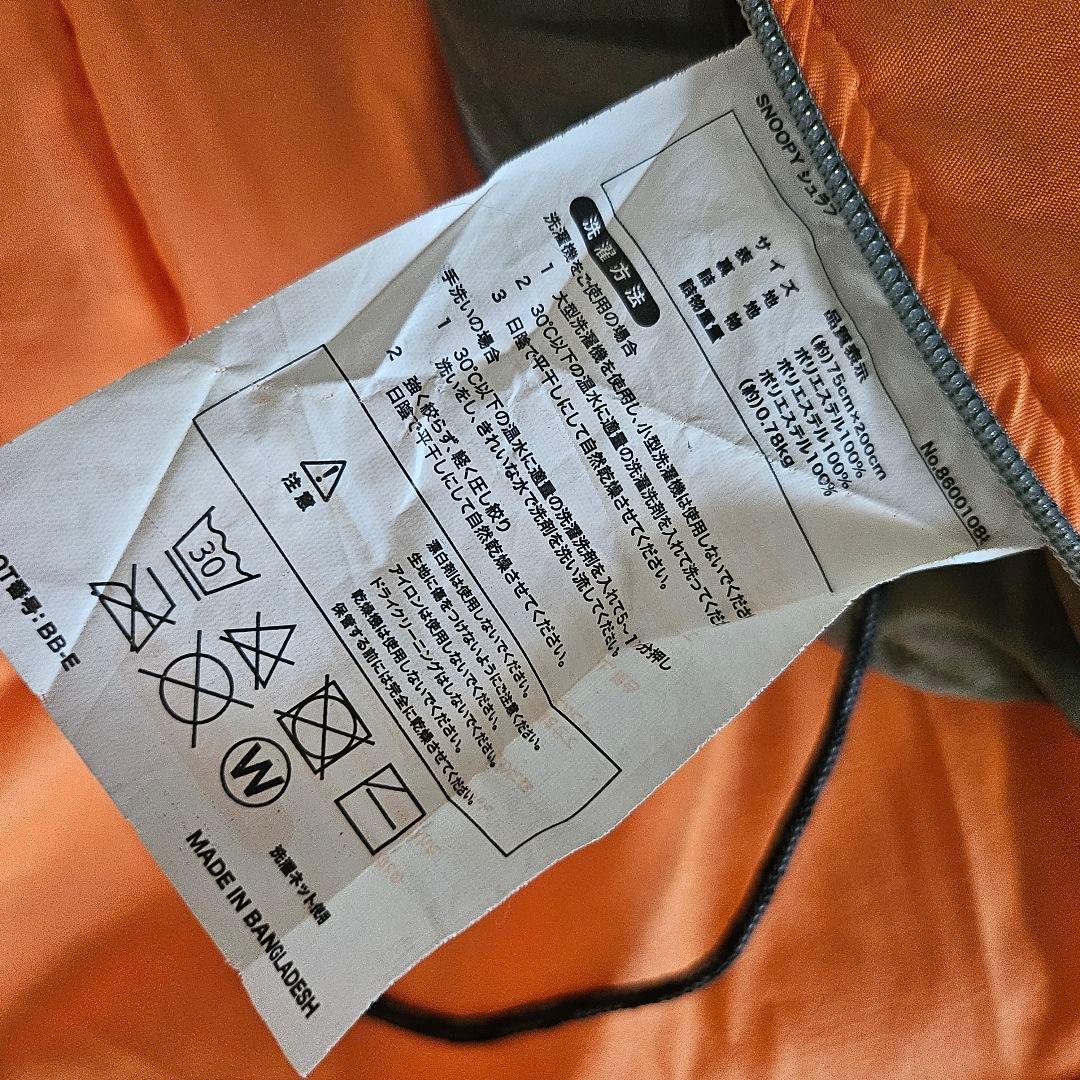 SNOOPY シュラフ
No.8600108
品質表示
サイズ (約)75cm×200cm
表地 ポリエステル100%
裏地 ポリエステル100%
詰物 ポリエステル100%
詰物重量 (約)0.78kg
洗濯方法
洗濯機をご使用の場合
1 大型洗濯機を使用し、小型洗濯機は使用しないでくださ
2 30℃以下の温水に適量の洗濯洗剤を入れて洗ってくだ
3 日陰で平干しにして自然乾燥させてください。
手洗いの場合
1 30℃以下の温水に適量の洗濯洗剤を入れて5~1 分押し
洗いをし、きれいな水で洗剤を洗い流してください。
2 強く絞らず、軽く圧し絞り
日陰で平干しにして自然乾燥させてください。
注意
漂白剤は使用しないでください。
生地に傷をつけないようにご注意ください。
アイロンは使用しないでください。
ドライクリーニングはしないでください。
乾燥機は使用しないでください。
保管する前には完全に乾燥させてください。
30
W
洗濯ネット使用
OT番号: BB-E
MADE IN BANGLADESH